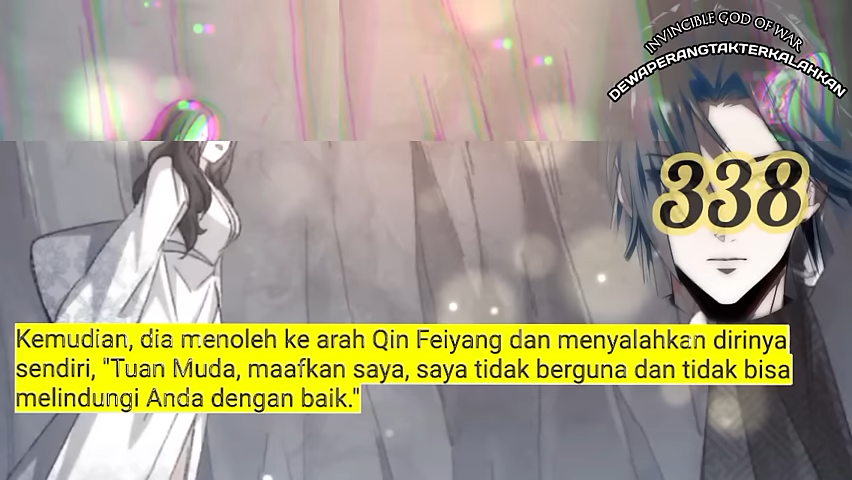 INVINCIBLE GOD OF WAR
DEWAPERANGTAKTERKALAHKAN
338
Kemudian, dia menoleh ke arah Qin Feiyang dan menyalahkan dirinya
sendiri, "Tuan Muda, maafkan saya, saya tidak berguna dan tidak bisa
melindungi Anda dengan baik."